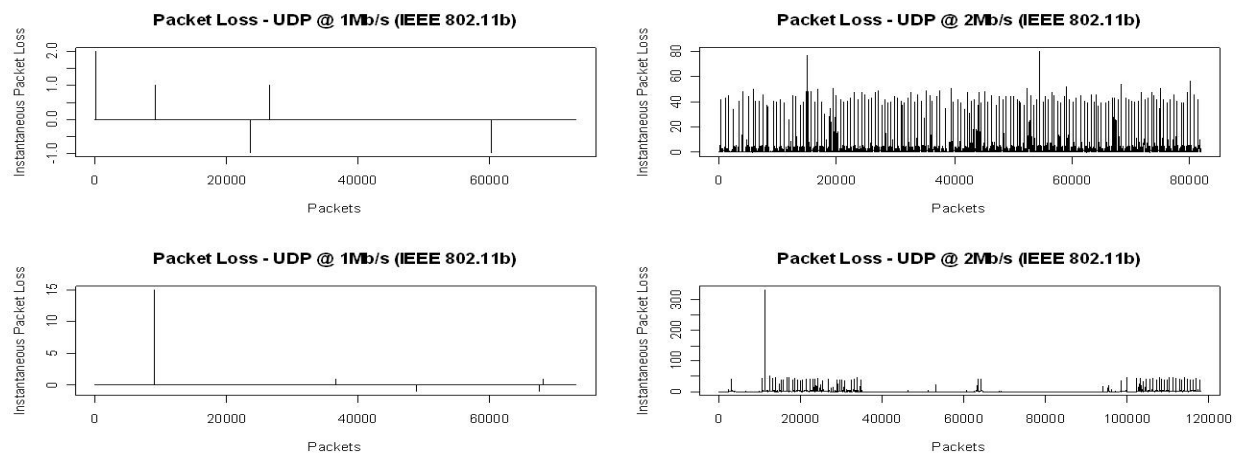 Packet Loss - UDP @ 1Mb/s (IEEE 802.11b)
Instantaneous Packet Loss
2.0
1.0
0.0
-1.0
0 20000 40000 60000
Packets
Packet Loss - UDP @ 2Mb/s (IEEE 802.11b)
Instantaneous Packet Loss
80
60
40
20
0
0 20000 40000 60000 80000
Packets
Packet Loss - UDP @ 1Mb/s (IEEE 802.11b)
Instantaneous Packet Loss
15
10
5
0
0 20000 40000 60000
Packets
Packet Loss - UDP @ 2Mb/s (IEEE 802.11b)
Instantaneous Packet Loss
300
200
100
0
0 20000 40000 60000 80000 100000 120000
Packets